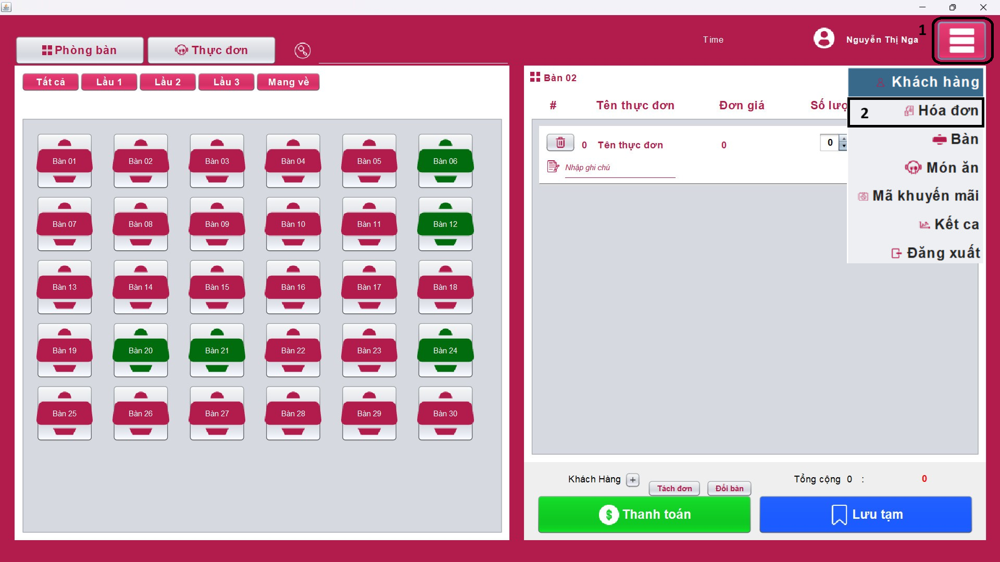 Phòng bàn
Thực đơn
Time
Nguyễn Thị Nga
1
Tất cả
Lầu 1
Lầu 2
Lầu 3
Mang về
Bàn 01
Bàn 02
Bàn 03
Bàn 04
Bàn 05
Bàn 06
Bàn 07
Bàn 08
Bàn 09
Bàn 10
Bàn 11
Bàn 12
Bàn 13
Bàn 14
Bàn 15
Bàn 16
Bàn 17
Bàn 18
Bàn 19
Bàn 20
Bàn 21
Bàn 22
Bàn 23
Bàn 24
Bàn 25
Bàn 26
Bàn 27
Bàn 28
Bàn 29
Bàn 30
Bàn 02
# Tên thực đơn Đơn giá Số lượ
0 Tên thực đơn 0 0
Nhập ghi chú
Khách hàng
2 Hóa đơn
Bàn
Món ăn
Mã khuyến mãi
Kết ca
Đăng xuất
Khách Hàng +
Tách đơn
Đổi bàn
Tổng cộng 0 : 0
$ Thanh toán
Lưu tạm